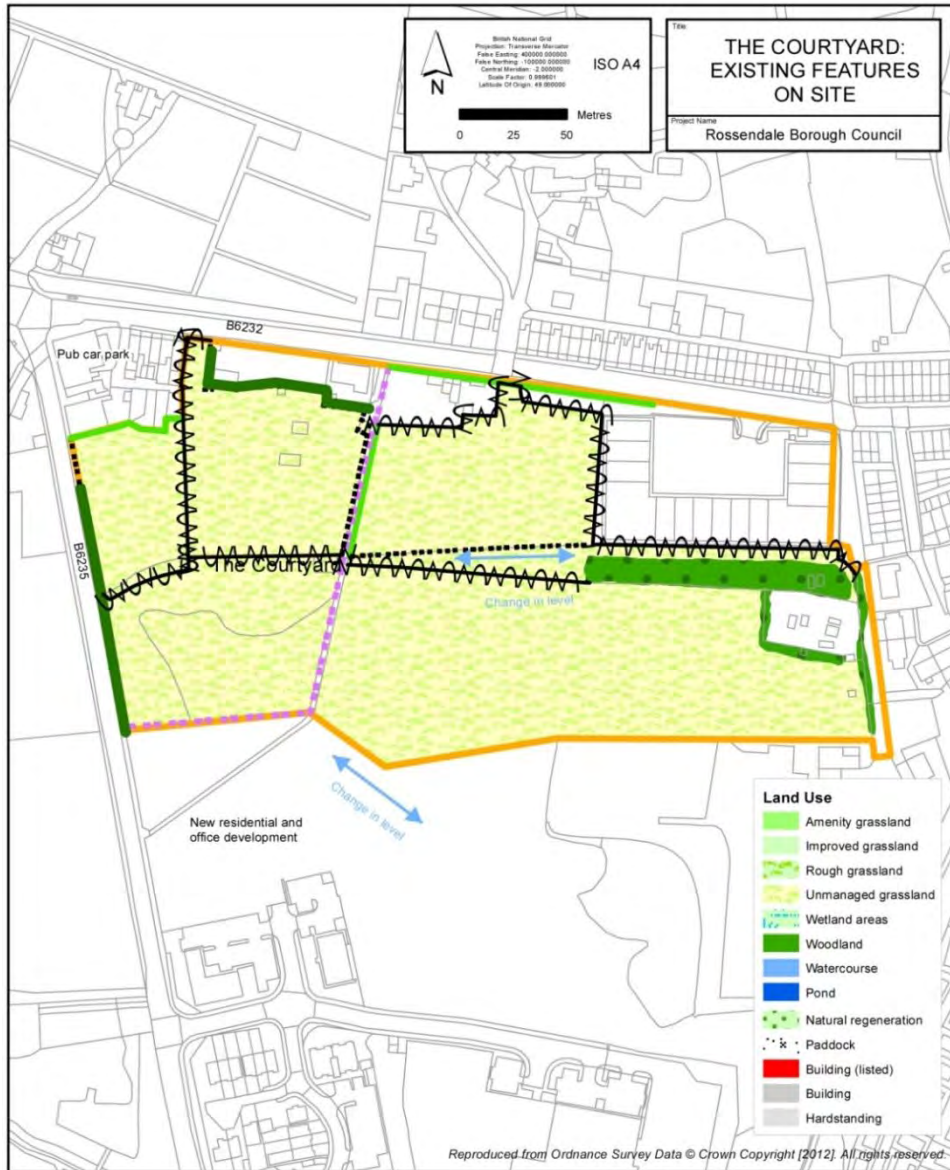 British National Grid
Projection: Transverse Mercator
False Easting: 400000.000000
False Northing: -100000.000000
Central Meridian: -2.000000
Scale Factor: 0.999601
Latitude Of Origin: 49.000000
ISO A4
N
Metres
0 25 50
Title
THE COURTYARD:
EXISTING FEATURES
ON SITE
Project Name
Rossendale Borough Council
B6232
Pub car park
B6235
The Courtyard
Change in level
Change in level
New residential and
office development
Land Use
Amenity grassland
Improved grassland
Rough grassland
Unmanaged grassland
Wetland areas
Woodland
Watercourse
Pond
Natural regeneration
Paddock
Building (listed)
Building
Hardstanding
Reproduced from Ordnance Survey Data © Crown Copyright [2012]. All rights reserved.